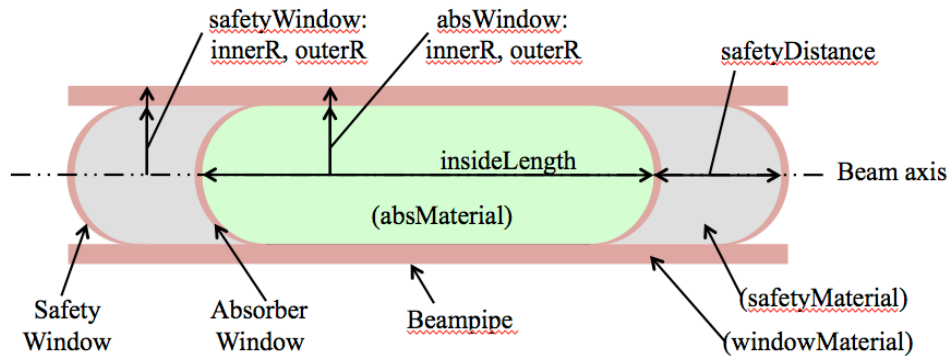 safetyWindow:
innerR, outerR
absWindow:
innerR, outerR
safetyDistance
insideLength
Beam axis
(absMaterial)
Safety
Window
Absorber
Window
Beampipe
(safetyMaterial)
(windowMaterial)